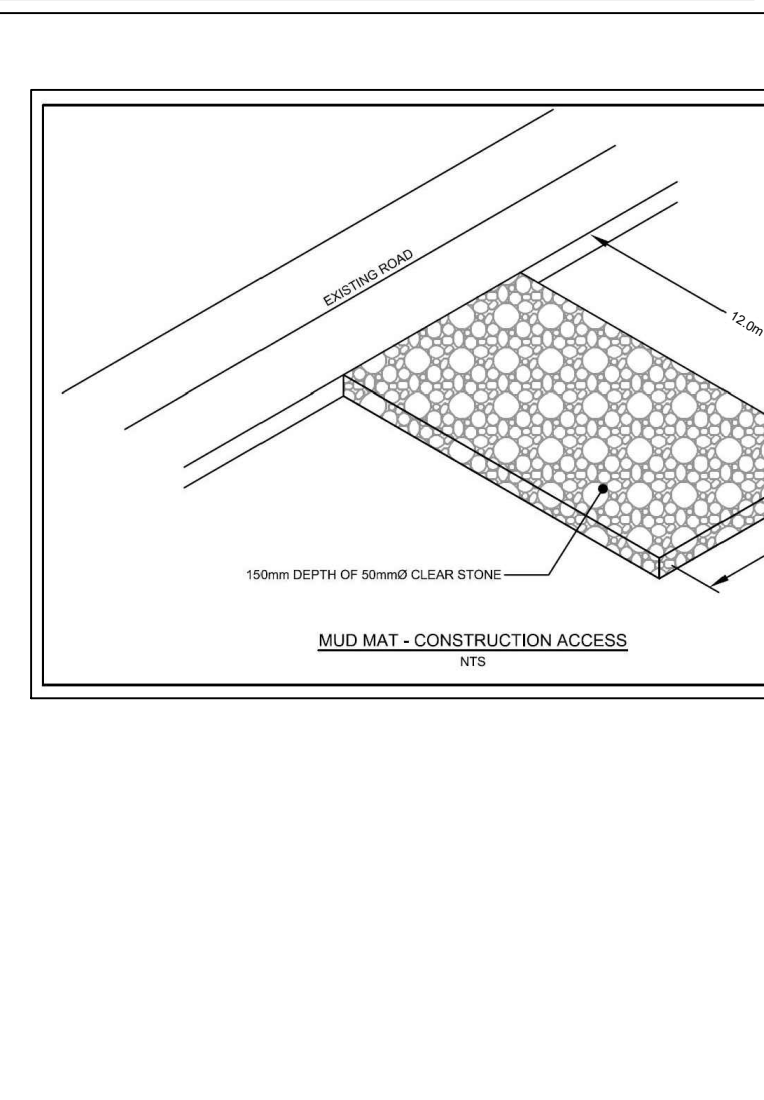 EXISTING ROAD
12.0m
150mm DEPTH OF 50mmØ CLEAR STONE
MUD MAT - CONSTRUCTION ACCESS
NTS